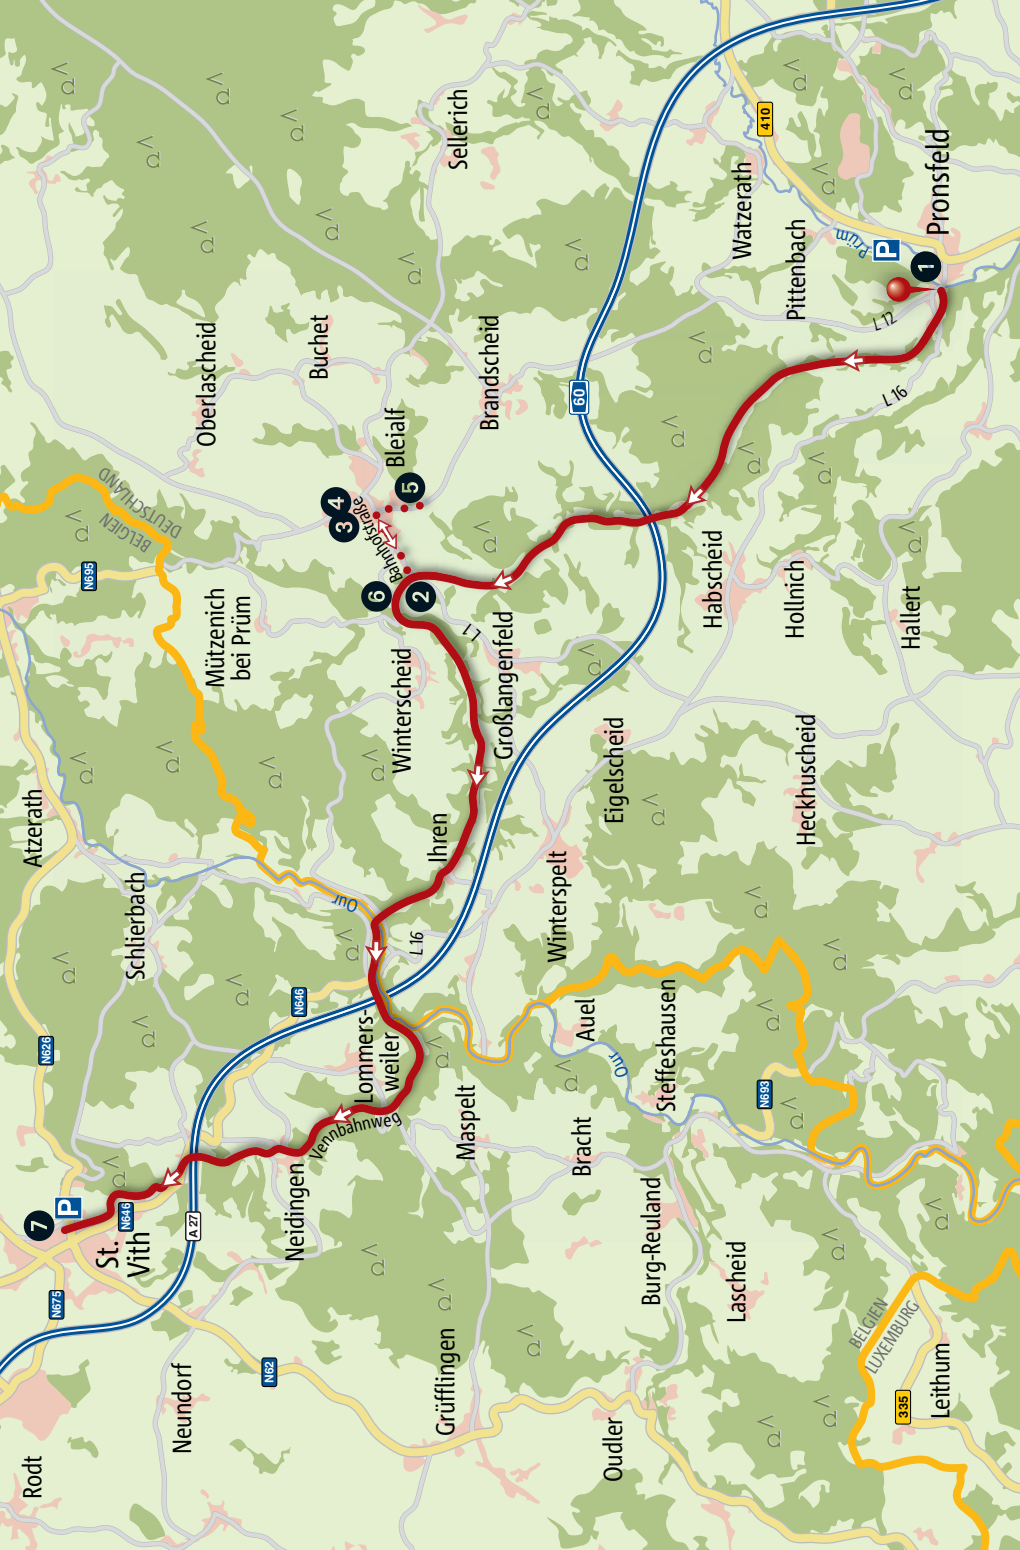 Rodt
7
N626
Atzerath
N675
P
N695
St.
Vith
N646
Schlierbach
BELGIEN
DEUTSCHLAND
Neundorf
A 27
Oberlascheid
Mützenich
bei Prüm
N62
Neidingen
N646
Buchet
Our
Vennbahnweg
3
4
Bahnhofstraße
Lommers-
weiler
6
2
5
Bleialf
Winterscheid
L 16
Ihren
Grüfflingen
Sellerich
Maspelt
L 1
Großlangenfeld
Brandscheid
Winterspelt
Bracht
Auel
60
Oudler
Our
Eigelscheid
Burg-Reuland
Steffeshausen
Habscheid
Lascheid
Watzerath
N693
410
Hollnich
Pittenbach
Heckhuscheid
Prüm
BELGIEN
LUXEMBURG
P
L 12
L 16
335
Hallert
1
Leithum
Pronsfeld